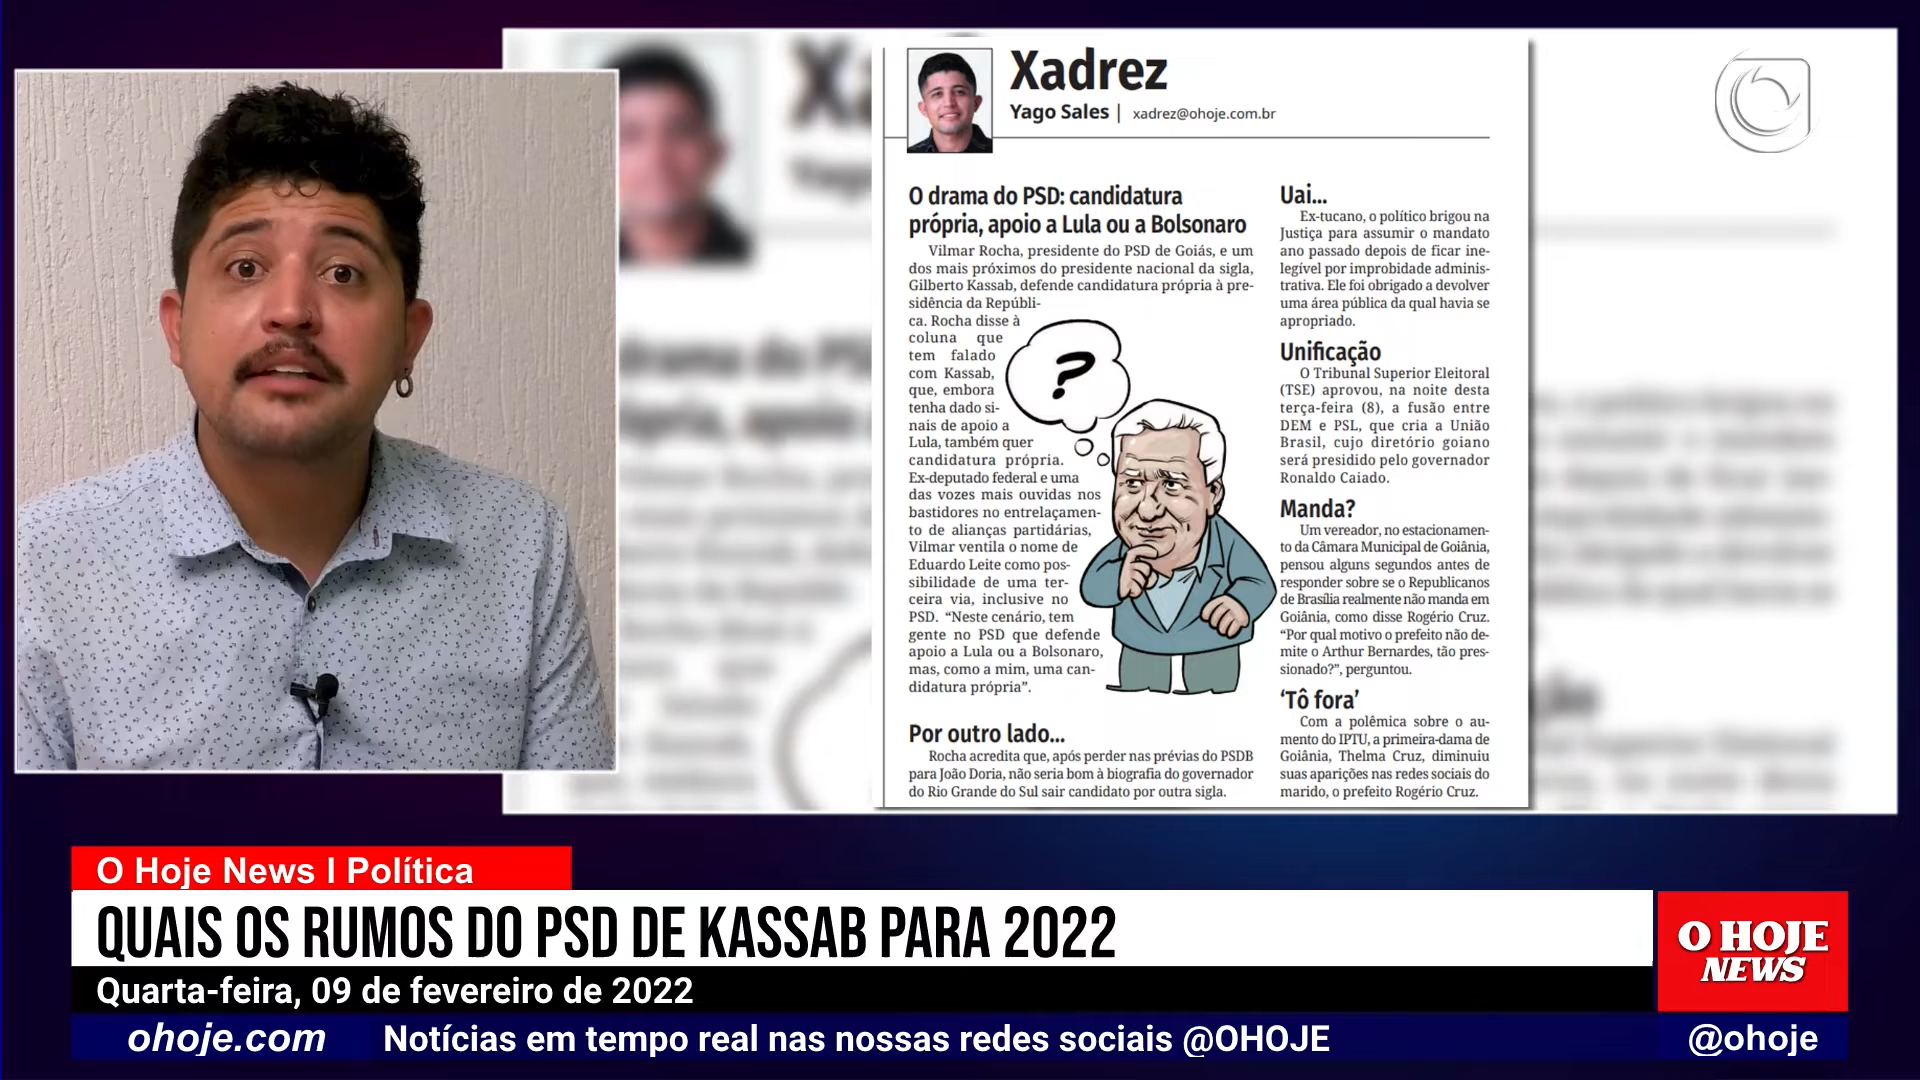 Xadrez
Yago Sales | xadrez@ohoje.com.br
O drama do PSD: candidatura
própria, apoio a Lula ou a Bolsonaro
Vilmar Rocha, presidente do PSD de Goiás, e um
dos mais próximos do presidente nacional da sigla,
Gilberto Kassab, defende candidatura própria à pre-
sidência da Repúbli-
ca. Rocha disse à
coluna que
tem falado
com Kassab,
que, embora
tenha dado si-
nais de apoio a
Lula, também quer
candidatura própria.
Ex-deputado federal e uma
das vozes mais ouvidas nos
bastidores no entrelaçamen-
to de alianças partidárias,
Vilmar ventila o nome de
Eduardo Leite como pos-
sibilidade de uma ter-
ceira via, inclusive no
PSD. “Neste cenário, tem
gente no PSD que defende
apoio a Lula ou a Bolsonaro,
mas, como a mim, uma can-
didatura própria”.
?
Por outro lado...
Rocha acredita que, após perder nas prévias do PSDB
para João Doria, não seria bom à biografia do governador
do Rio Grande do Sul sair candidato por outra sigla.
Uai...
Ex-tucano, o político brigou na
Justiça para assumir o mandato
ano passado depois de ficar ine-
legível por improbidade adminis-
trativa. Ele foi obrigado a devolver
uma área pública da qual havia se
apropriado.
Unificação
O Tribunal Superior Eleitoral
(TSE) aprovou, na noite desta
terça-feira (8), a fusão entre
DEM e PSL, que cria a União
Brasil, cujo diretório goiano
será presidido pelo governador
Ronaldo Caiado.
Manda?
Um vereador, no estacionamen-
to da Câmara Municipal de Goiânia,
pensou alguns segundos antes de
responder sobre se o Republicanos
de Brasília realmente não manda em
Goiânia, como disse Rogério Cruz.
“Por qual motivo o prefeito não de-
mite o Arthur Bernardes, tão pres-
sionado?”, perguntou.
‘Tô fora’
Com a polêmica sobre o au-
mento do IPTU, a primeira-dama de
Goiânia, Thelma Cruz, diminuiu
suas aparições nas redes sociais do
marido, o prefeito Rogério Cruz.
O Hoje News l Política
QUAIS OS RUMOS DO PSD DE KASSAB PARA 2022
Quarta-feira, 09 de fevereiro de 2022
O HOJE
NEWS
ohoje.com Notícias em tempo real nas nossas redes sociais @OHOJE @ohoje